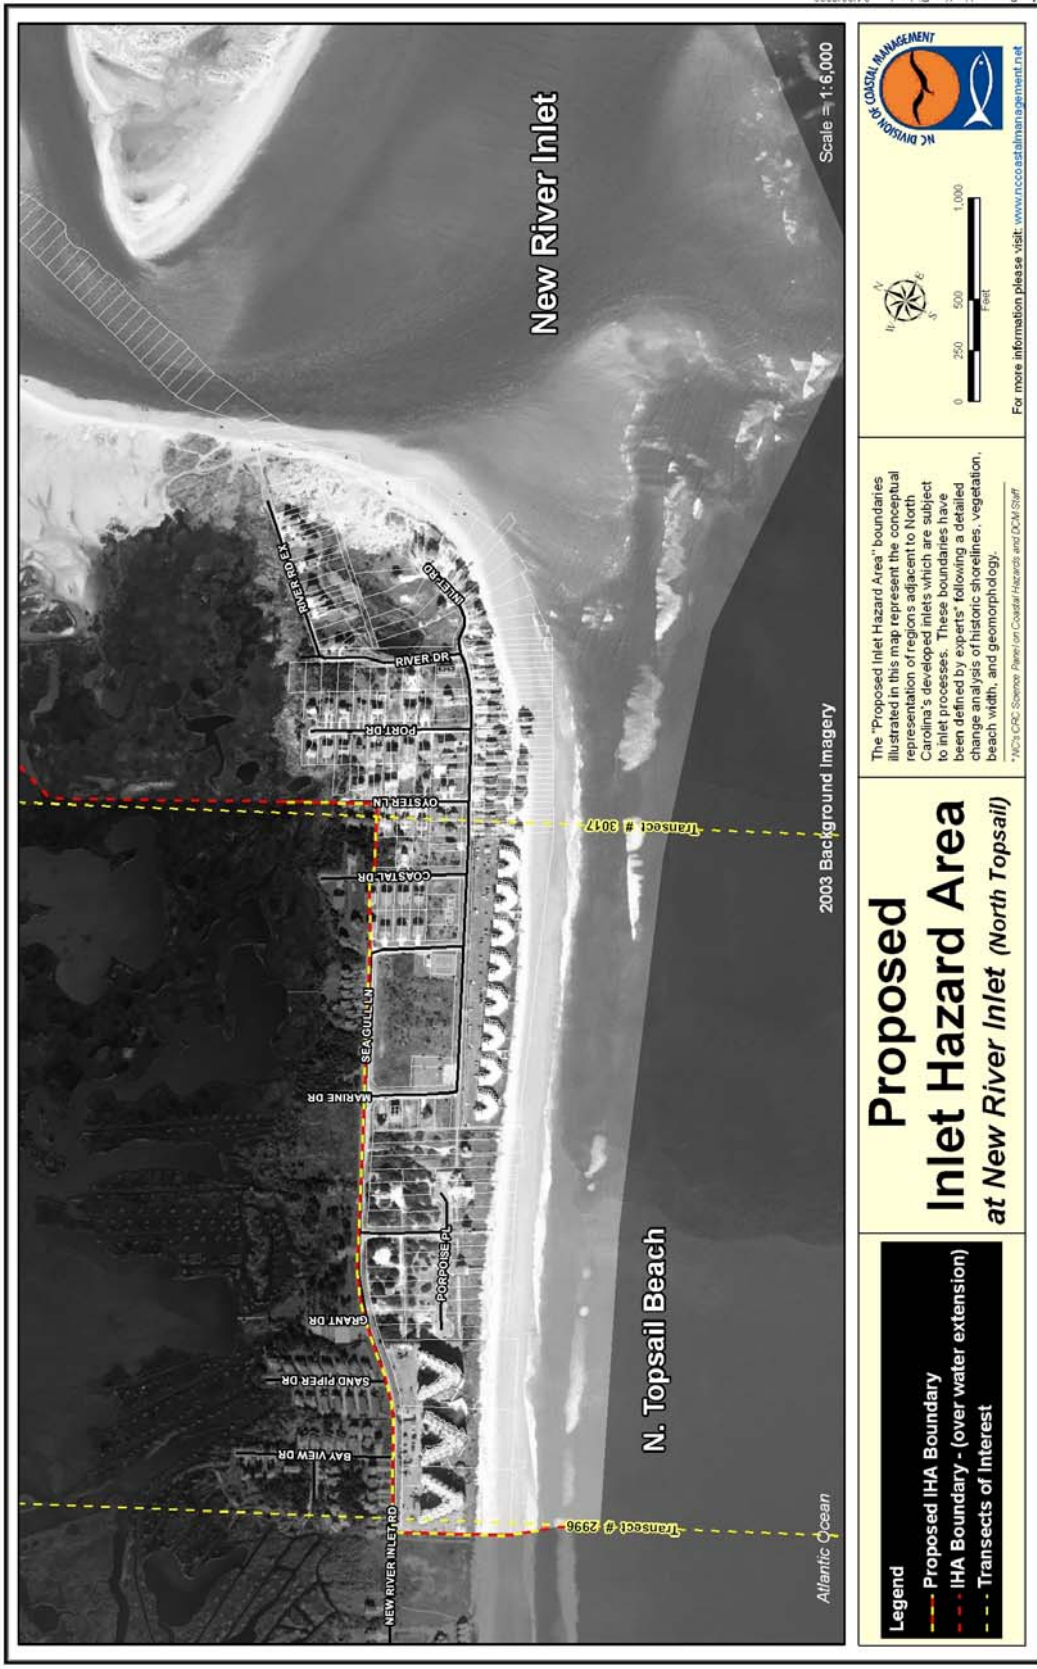 New River Inlet
Scale = 1:6,000
RIVER RD EX
INLET RD
RIVER DR
PORT DR
OYSTER LN
Transect # 3017
COASTAL DR
2003 Background Imagery
SEA GULL LN
MARINE DR
PORPOISE PL
GRANT DR
N. Topsail Beach
SAND PIPER DR
BAY VIEW DR
NEW RIVER INLET RD
Transect # 2996
Atlantic Ocean
Legend
Proposed IHA Boundary
IHA Boundary - (over water extension)
Transects of Interest
Proposed
Inlet Hazard Area
at New River Inlet (North Topsail)
The "Proposed Inlet Hazard Area" boundaries
illustrated in this map represent the conceptual
representation of regions adjacent to North
Carolina's developed inlets which are subject
to inlet processes. These boundaries have
been defined by experts* following a detailed
change analysis of historic shorelines, vegetation,
beach width, and geomorphology.
*NC's CRC Science Panel on Coastal Hazards and DCM Staff
N
W E
S
0 250 500 1,000
Feet
NC DIVISION OF COASTAL MANAGEMENT
For more information please visit: www.nccoastalmanagement.net